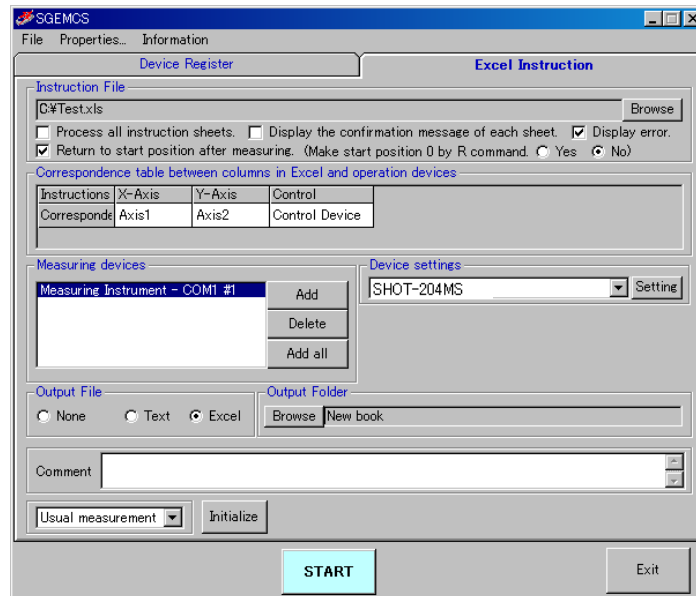 SGEMCS
File Properties... Information
Device Register Excel Instruction
Instruction File
C:¥Test.xls Browse
Process all instruction sheets. Display the confirmation message of each sheet. Display error.
Return to start position after measuring. (Make start position 0 by R command. Yes No)
Correspondence table between columns in Excel and operation devices
Instructions X-Axis Y-Axis Control
Corresponde Axis1 Axis2 Control Device
Measuring devices Device settings
Measuring Instrument - COM1 #1 Add SHOT-204MS Setting
Delete
Add all
Output File Output Folder
None Text Excel Browse New book
Comment
Usual measurement Initialize
START Exit